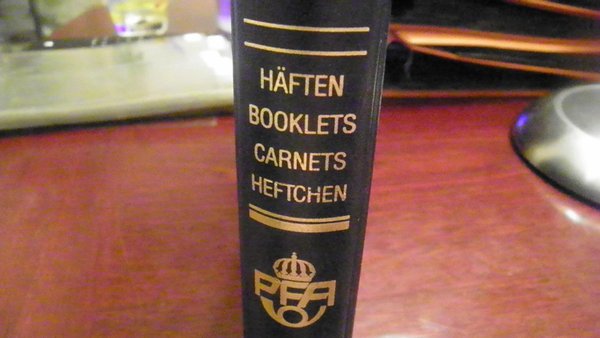 HÄFTEN
BOOKLETS
CARNETS
HEFTCHEN
PFA